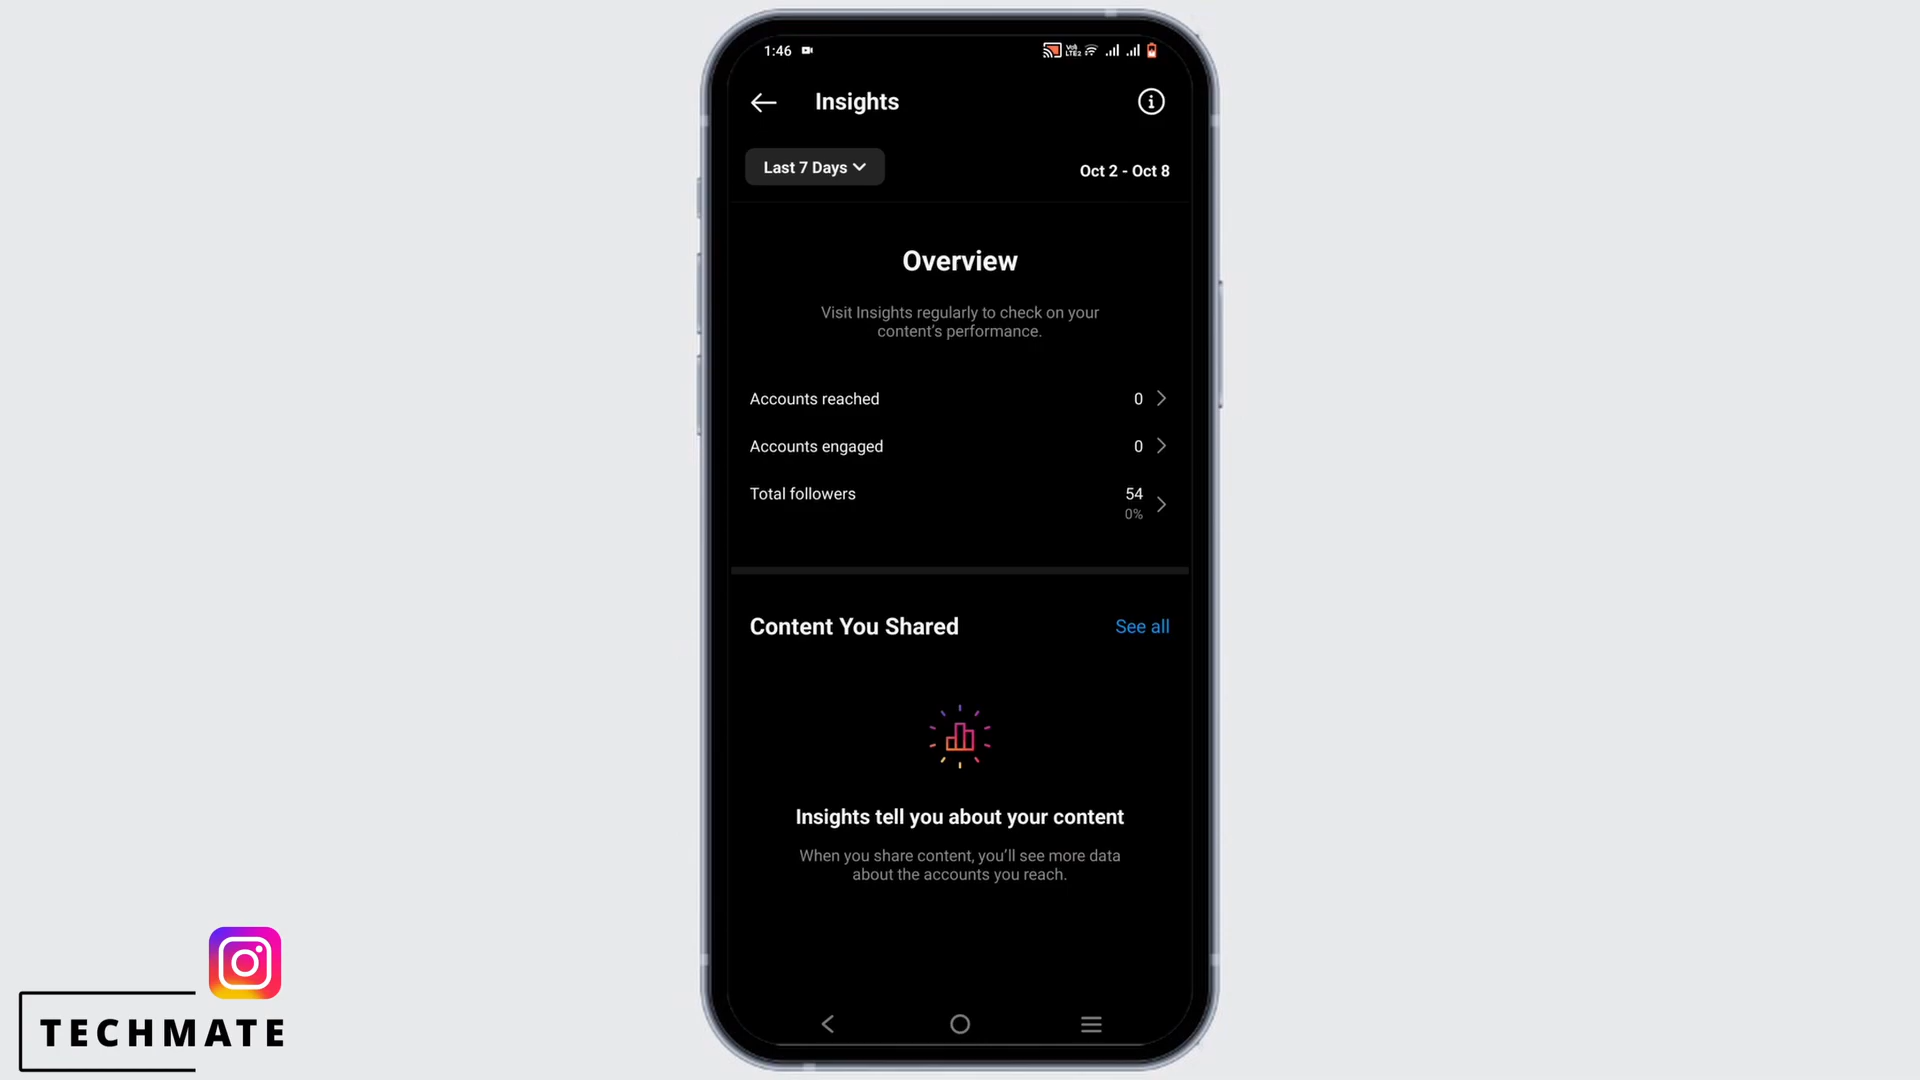 1:46
Vo5
LTE2
Insights
Last 7 Days
Oct 2 - Oct 8
Overview
Visit Insights regularly to check on your
content’s performance.
Accounts reached 0
Accounts engaged 0
Total followers 54
0%
Content You Shared See all
Insights tell you about your content
When you share content, you’ll see more data
about the accounts you reach.
TECHMATE